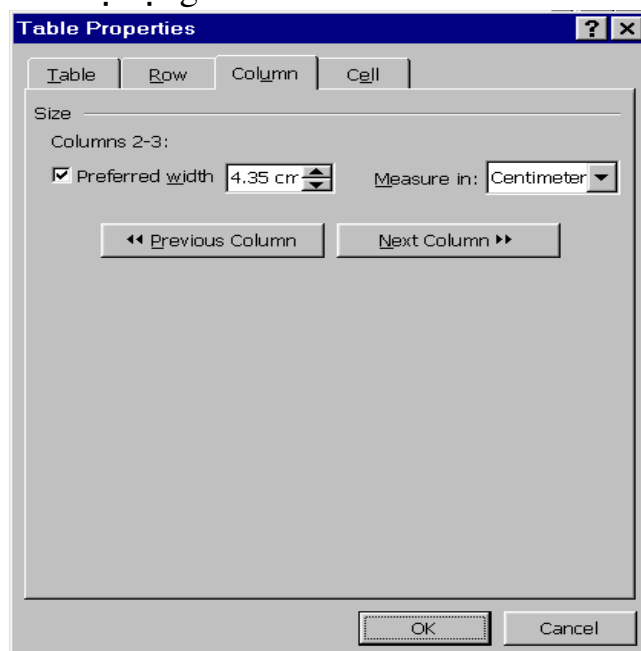 Table Properties
Table Row Column Cell
Size
Columns 2-3:
Preferred width 4.35 cm Measure in: Centimeter
Previous Column Next Column
OK Cancel